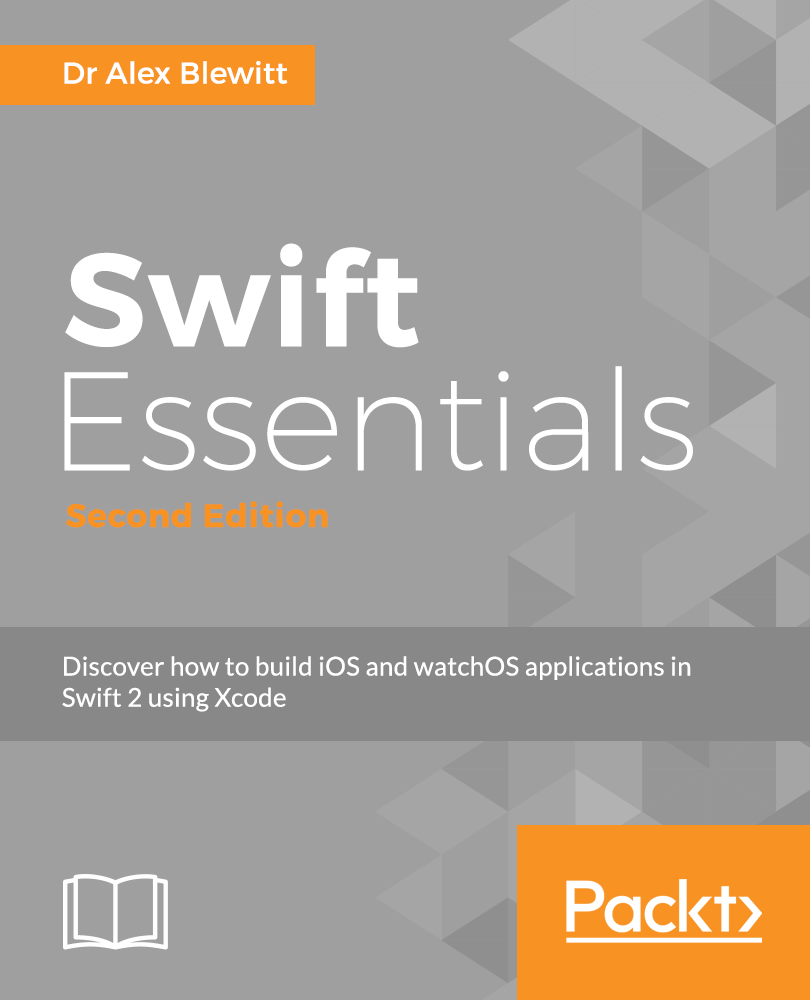 Dr Alex Blewitt
Swift
Essentials
Second Edition
Discover how to build iOS and watchOS applications in
Swift 2 using Xcode
Packt>